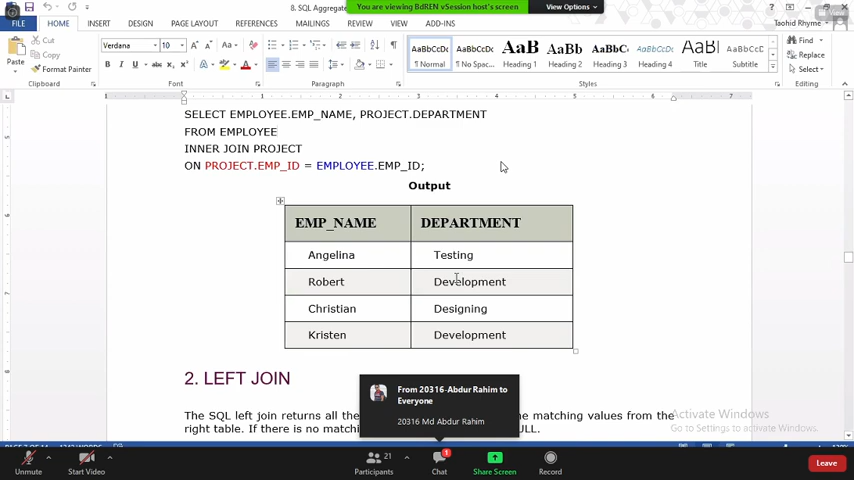 8. SQL Aggregate
You are viewing BdREN vSession host's screen
View Options
FILE
HOME
INSERT
DESIGN
PAGE LAYOUT
REFERENCES
MAILINGS
REVIEW
VIEW
ADD-INS
Taohid Rhyme
Paste
Cut
Copy
Format Painter
Clipboard
Verdana
10
Font
Paragraph
AaBbCcDc
¶ Normal
AaBbCcDc
¶ No Spac...
AaBb
Heading 1
AaBb
Heading 2
AaBbC
Heading 3
AaBbCcDc
Heading 4
AaBl
Title
AaBbCcDc
Subtitle
Styles
Find
Replace
Select
Editing
SELECT EMPLOYEE.EMP_NAME, PROJECT.DEPARTMENT
FROM EMPLOYEE
INNER JOIN PROJECT
ON PROJECT.EMP_ID = EMPLOYEE.EMP_ID;
Output
EMP_NAME DEPARTMENT
Angelina Testing
Robert Development
Christian Designing
Kristen Development
2. LEFT JOIN
The SQL left join returns all the
e matching values from the
right table. If there is no matchi
ULL.
From 20316-Abdur Rahim to
Everyone
20316 Md Abdur Rahim
Activate Windows
Go to Settings to activate Windows.
Unmute
Start Video
21
Participants
1
Chat
Share Screen
Record
Leave